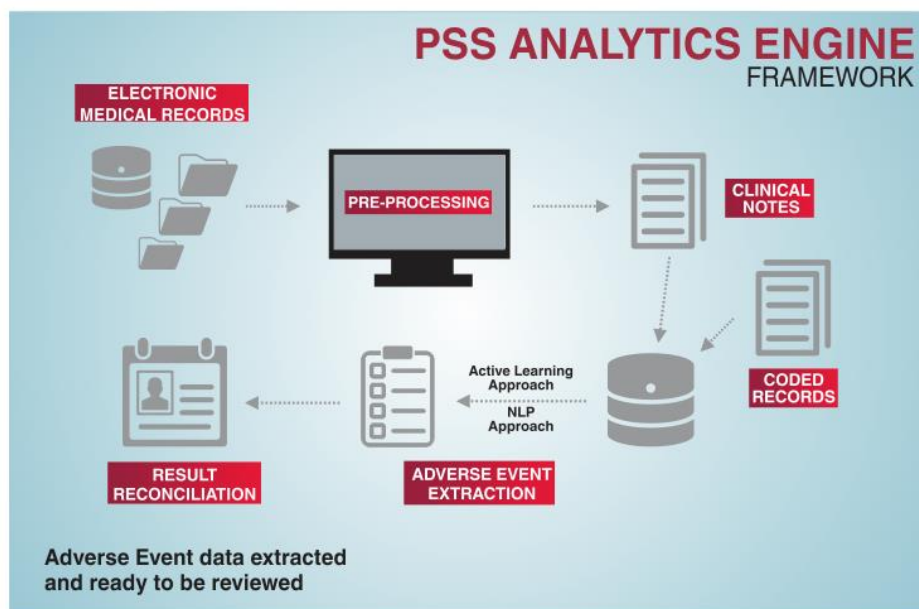 PSS ANALYTICS ENGINE
FRAMEWORK
ELECTRONIC
MEDICAL RECORDS
PRE-PROCESSING
CLINICAL
NOTES
CODED
RECORDS
Active Learning
Approach
NLP
Approach
ADVERSE EVENT
EXTRACTION
RESULT
RECONCILIATION
Adverse Event data extracted
and ready to be reviewed